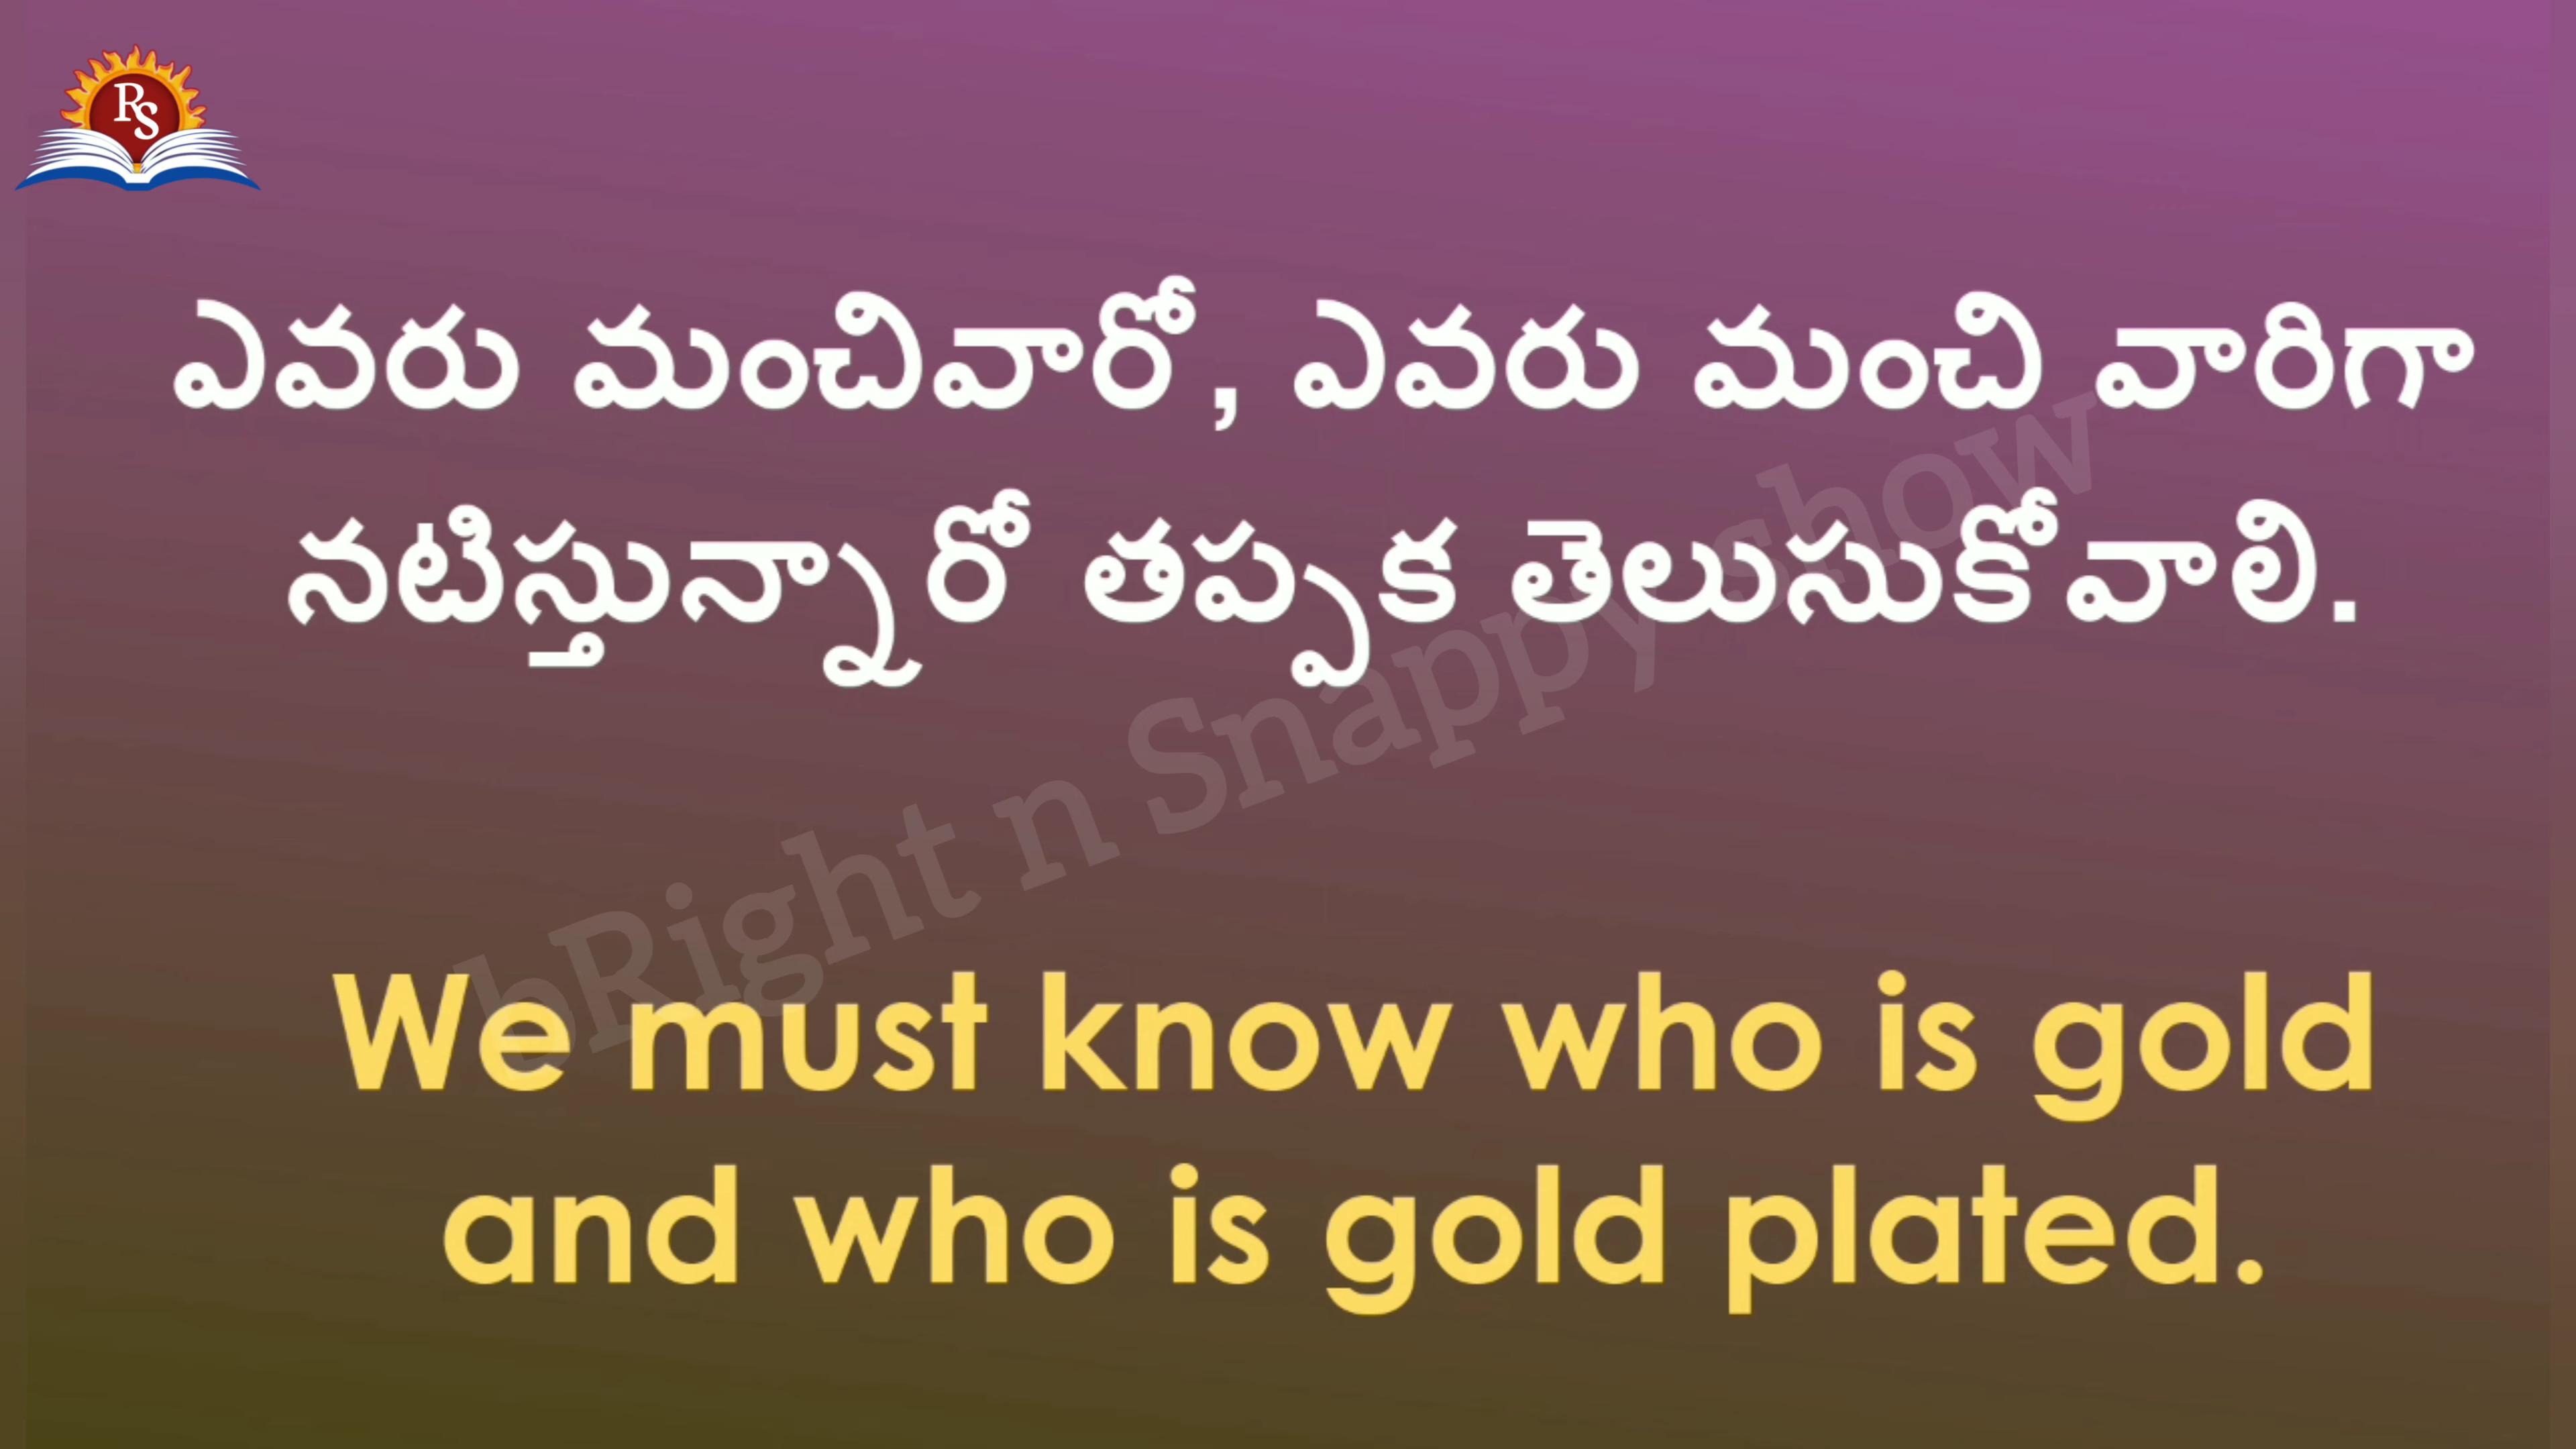 RS
ఎవరు మంచివారో, ఎవరు మంచి వారిగా
నటిస్తున్నారో తప్పక తెలుసుకోవాలి.
bRight n Snappy show
We must know who is gold
and who is gold plated.